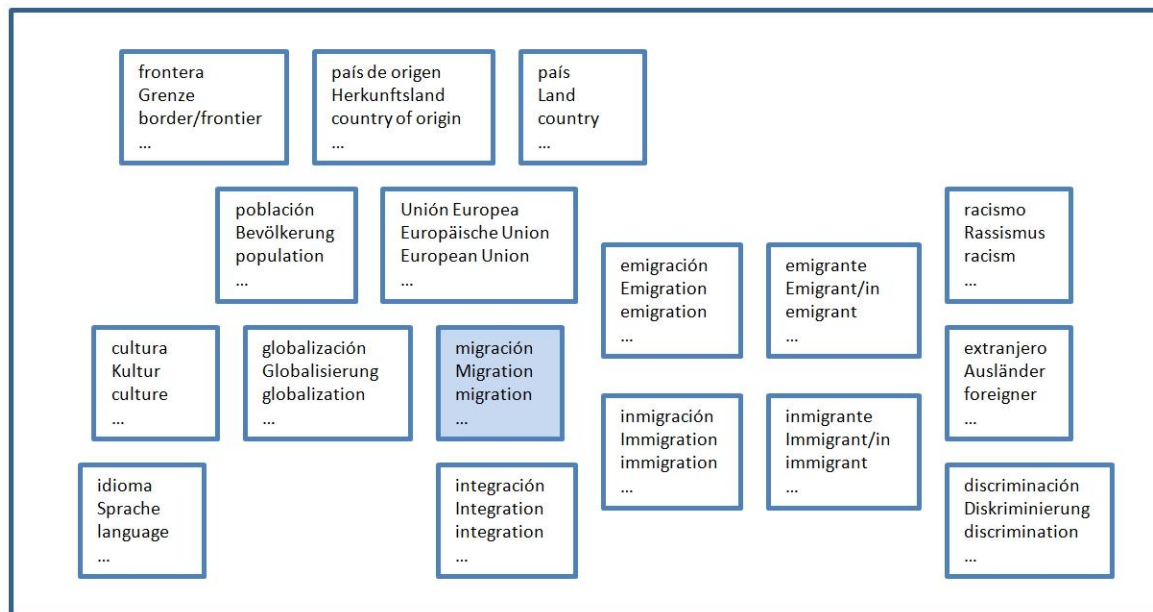 frontera
Grenze
border/frontier
...
país de origen
Herkunftsland
country of origin
...
país
Land
country
...
población
Bevölkerung
population
...
Unión Europea
Europäische Union
European Union
...
emigración
Emigration
emigration
...
emigrante
Emigrant/in
emigrant
...
racismo
Rassismus
racism
...
cultura
Kultur
culture
...
globalización
Globalisierung
globalization
...
migración
Migration
migration
...
inmigración
Immigration
immigration
...
inmigrante
Immigrant/in
immigrant
...
extranjero
Ausländer
foreigner
...
idioma
Sprache
language
...
integración
Integration
integration
...
discriminación
Diskriminierung
discrimination
...